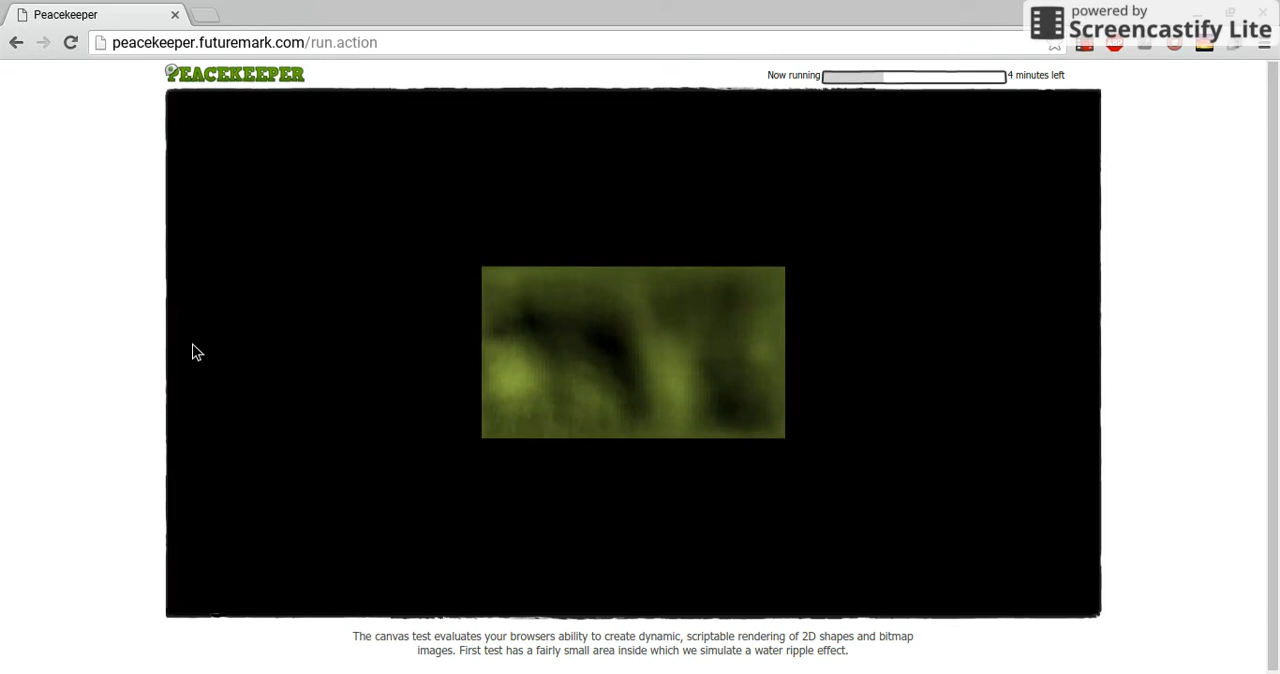 Peacekeeper
powered by
Screencastify Lite
peacekeeper.futuremark.com/run.action
PEACEKEEPER
Now running
4 minutes left
The canvas test evaluates your browsers ability to create dynamic, scriptable rendering of 2D shapes and bitmap
images. First test has a fairly small area inside which we simulate a water ripple effect.